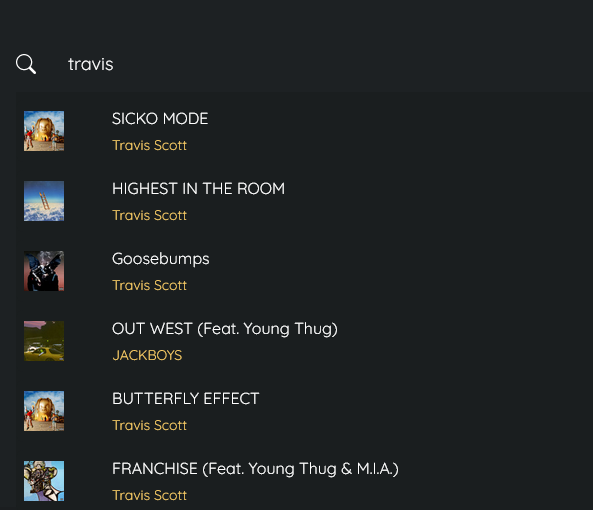 travis
SICKO MODE
Travis Scott
HIGHEST IN THE ROOM
Travis Scott
Goosebumps
Travis Scott
OUT WEST (Feat. Young Thug)
JACKBOYS
BUTTERFLY EFFECT
Travis Scott
FRANCHISE (Feat. Young Thug & M.I.A.)
Travis Scott